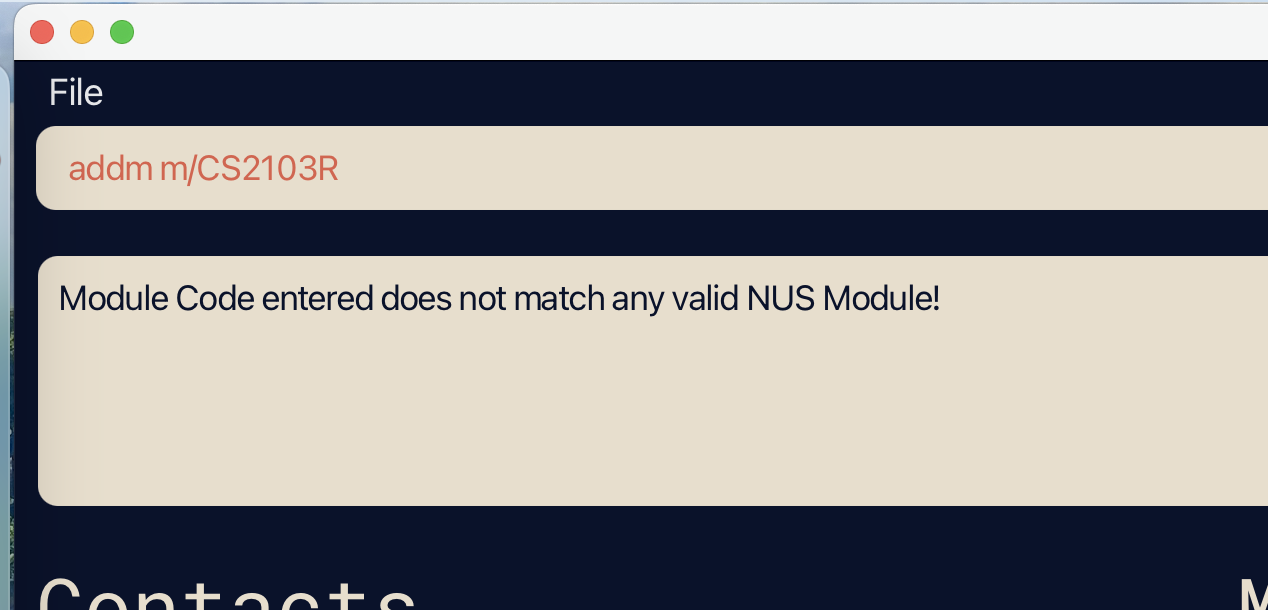 File
addm m/CS2103R
Module Code entered does not match any valid NUS Module!
Contacts
M